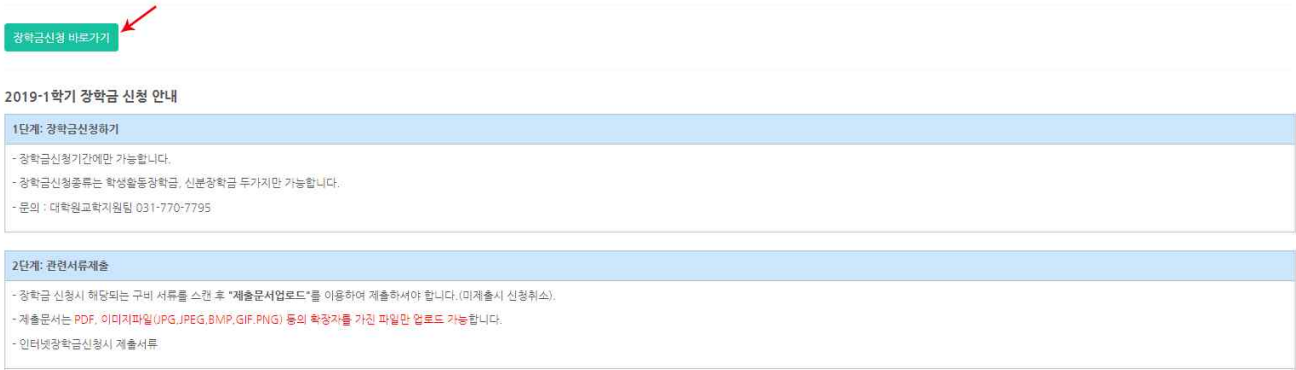 장학금신청 바로가기
2019-1학기 장학금 신청 안내
1단계: 장학금신청하기
- 장학금신청기간에만 가능합니다.
- 장학금신청종류는 학생활동장학금, 신분장학금 두가지만 가능합니다.
- 문의 : 대학원교학지원팀 031-770-7795
2단계: 관련서류제출
- 장학금 신청시 해당되는 구비 서류를 스캔 후 "제출문서업로드"를 이용하여 제출하셔야 합니다.(미제출시 신청취소).
- 제출문서는 PDF, 이미지파일(JPG,JPEG,BMP,GIF,PNG) 등의 확장자를 가진 파일만 업로드 가능합니다.
- 인터넷장학금신청시 제출서류